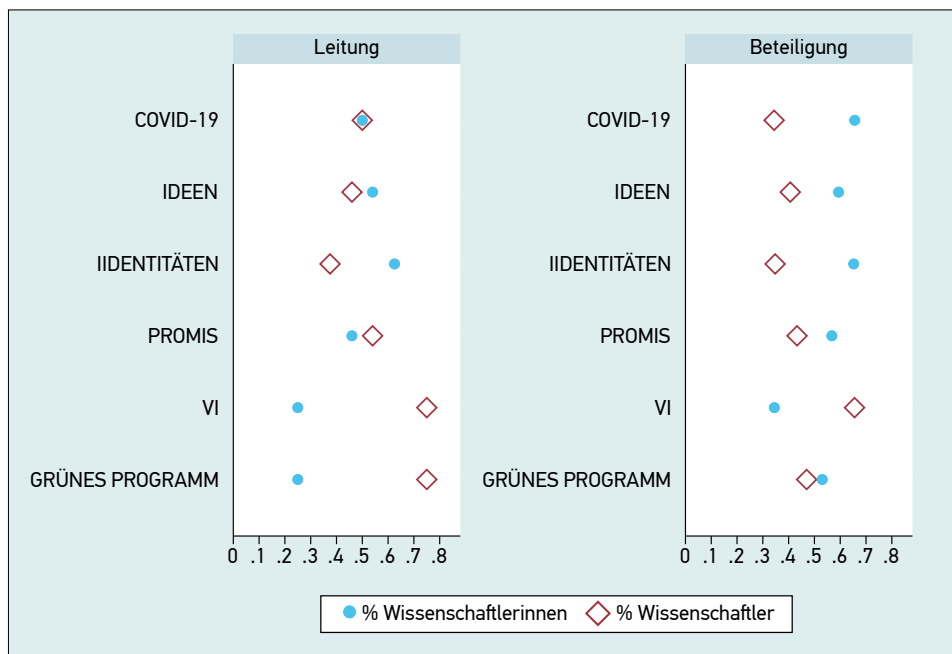 Leitung
COVID-19
IDEEN
IIDENTITÄTEN
PROMIS
VI
GRÜNES PROGRAMM
0 .1 .2 .3 .4 .5 .6 .7 .8
Beteiligung
COVID-19
IDEEN
IIDENTITÄTEN
PROMIS
VI
GRÜNES PROGRAMM
0 .1 .2 .3 .4 .5 .6 .7 .8
% Wissenschaftlerinnen % Wissenschaftler